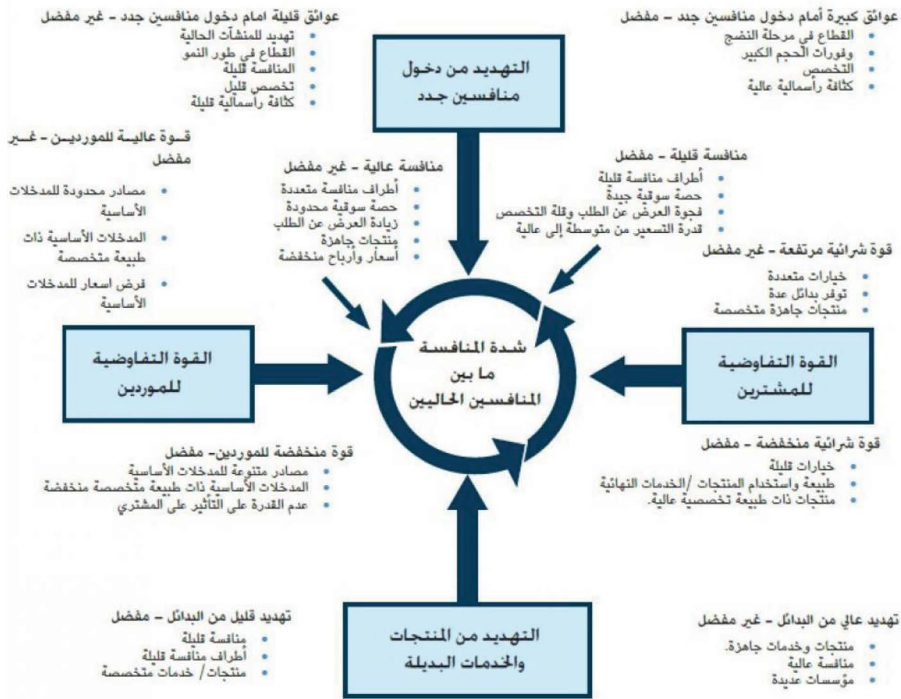 عوائق كبيرة أمام دخول منافسين جدد – مفضل
القطاع في مرحلة النضج
وفورات الحجم الكبير
التخصص
كثافة رأسمالية عالية
التهديد من دخول
منافسين جدد
عوائق قليلة امام دخول منافسين جدد – غير مفضل
تهديد للمنشآت الحالية
القطاع في طور النمو
المنافسة قليلة
تخصص قليل
كثافة رأسمالية قليلة
منافسة قليلة – مفضل
أطراف منافسة قليلة
حصة سوقية جيدة
فجوة العرض عن الطلب وقلة التخصص
قدرة التسعير من متوسطة إلى عالية
منافسة عالية – غير مفضل
أطراف منافسة متعددة
حصة سوقية محدودة
زيادة العرض عن الطلب
منتجات جاهزة
أسعار وأرباح منخفضة
قوة عالية للموردين – غير
مفضل
مصادر محدودة للمدخلات
الأساسية
المدخلات الأساسية ذات
طبيعة متخصصة
فرض اسعار للمدخلات
الأساسية
قوة شرائية مرتفعة – غير مفضل
خيارات متعددة
توفر بدائل عدة
منتجات جاهزة متخصصة
القوة التفاوضية
للمشترين
شدة المنافسة
ما بين
المنافسين الحاليين
القوة التفاوضية
للموردين
قوة شرائية منخفضة – مفضل
خيارات قليلة
طبيعة واستخدام المنتجات /الخدمات النهائية
منتجات ذات طبيعة تخصصية عالية.
قوة منخفضة للموردين– مفضل
مصادر متنوعة للمدخلات الأساسية
المدخلات الأساسية ذات طبيعة متخصصة منخفضة
عدم القدرة على التأثير على المشتري
تهديد عالي من البدائل – غير مفضل
منتجات وخدمات جاهزة.
منافسة عالية
مؤسسات عديدة
التهديد من المنتجات
والخدمات البديلة
تهديد قليل من البدائل – مفضل
منافسة قليلة
أطراف منافسة قليلة
منتجات/ خدمات متخصصة